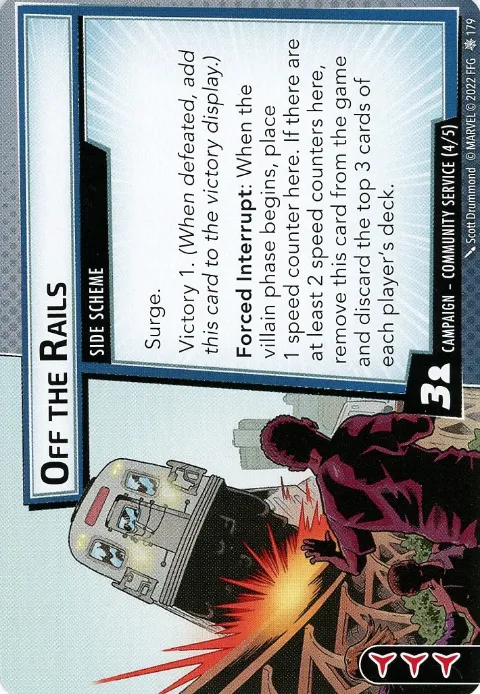 OFF THE RAILS
SIDE SCHEME
Surge.
Victory 1. (When defeated, add
this card to the victory display.)
Forced Interrupt: When the
villain phase begins, place
1 speed counter here. If there are
at least 2 speed counters here,
remove this card from the game
and discard the top 3 cards of
each player's deck.
3
CAMPAIGN – COMMUNITY SERVICE (4/5)
Scott Drummond © MARVEL © 2022 FFG 179